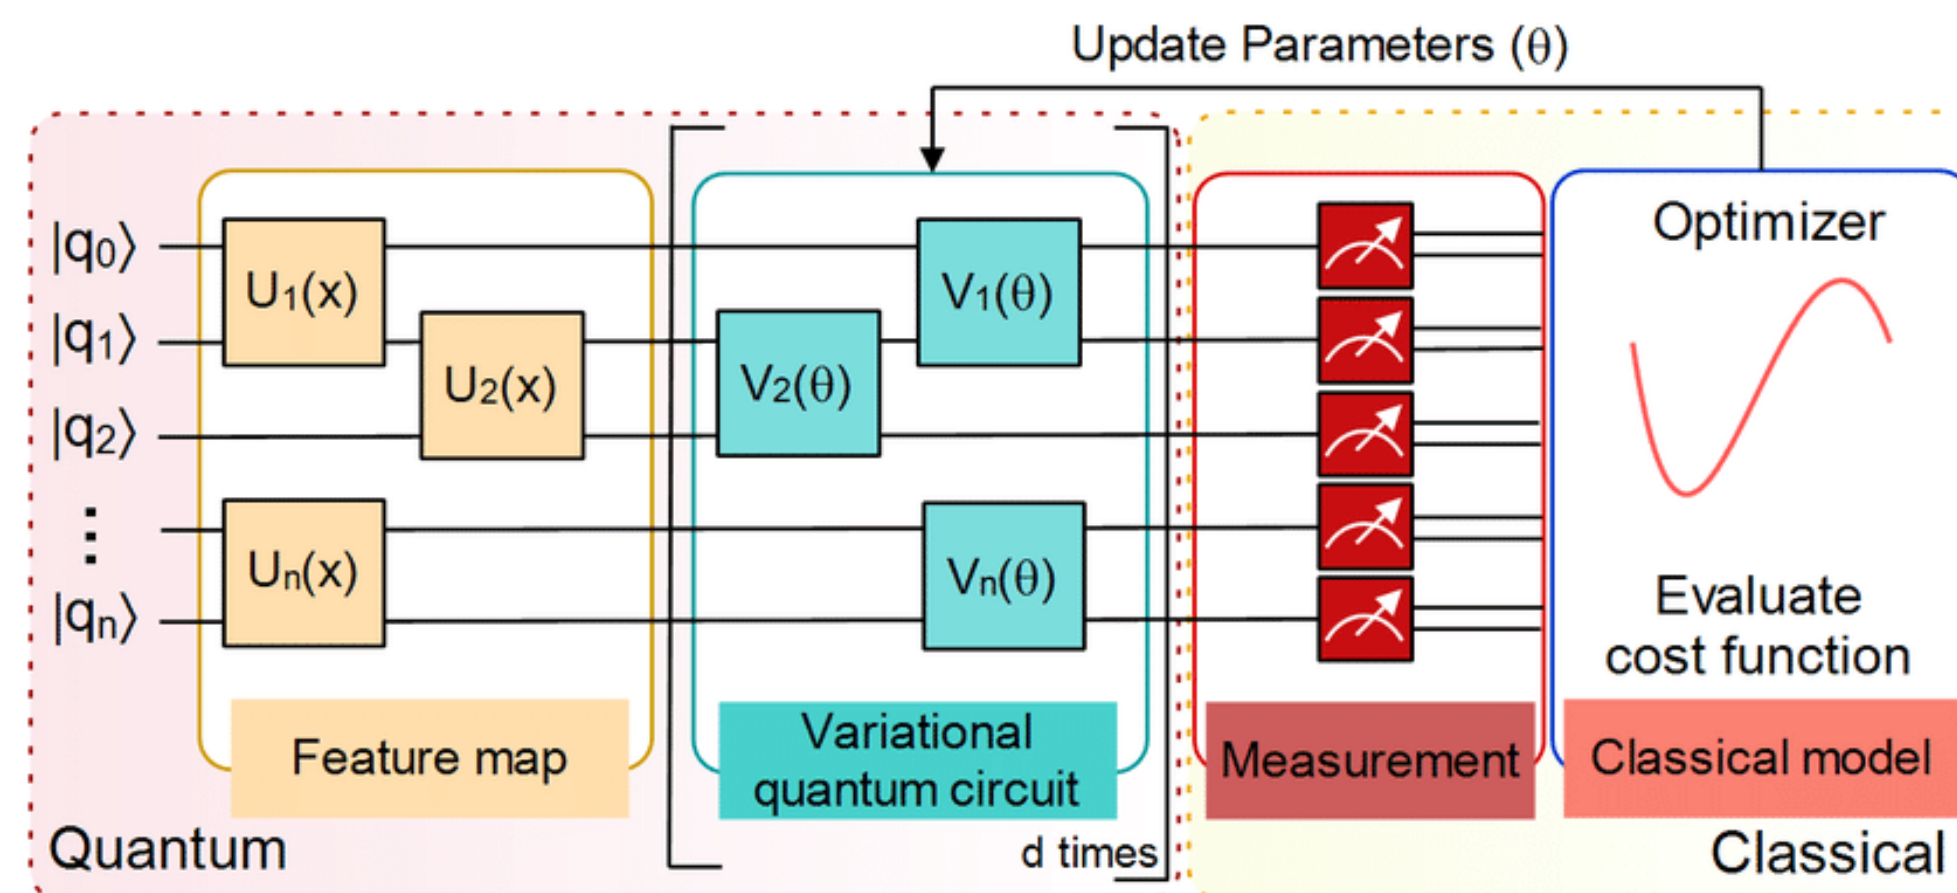 Update Parameters (θ)
|q₀⟩
|q₁⟩
|q₂⟩
⋮
|qₙ⟩
U₁(x)
U₂(x)
Uₙ(x)
V₁(θ)
V₂(θ)
Vₙ(θ)
Optimizer
Evaluate
cost function
Feature map
Variational
quantum circuit
Measurement
Classical model
Quantum
d times
Classical